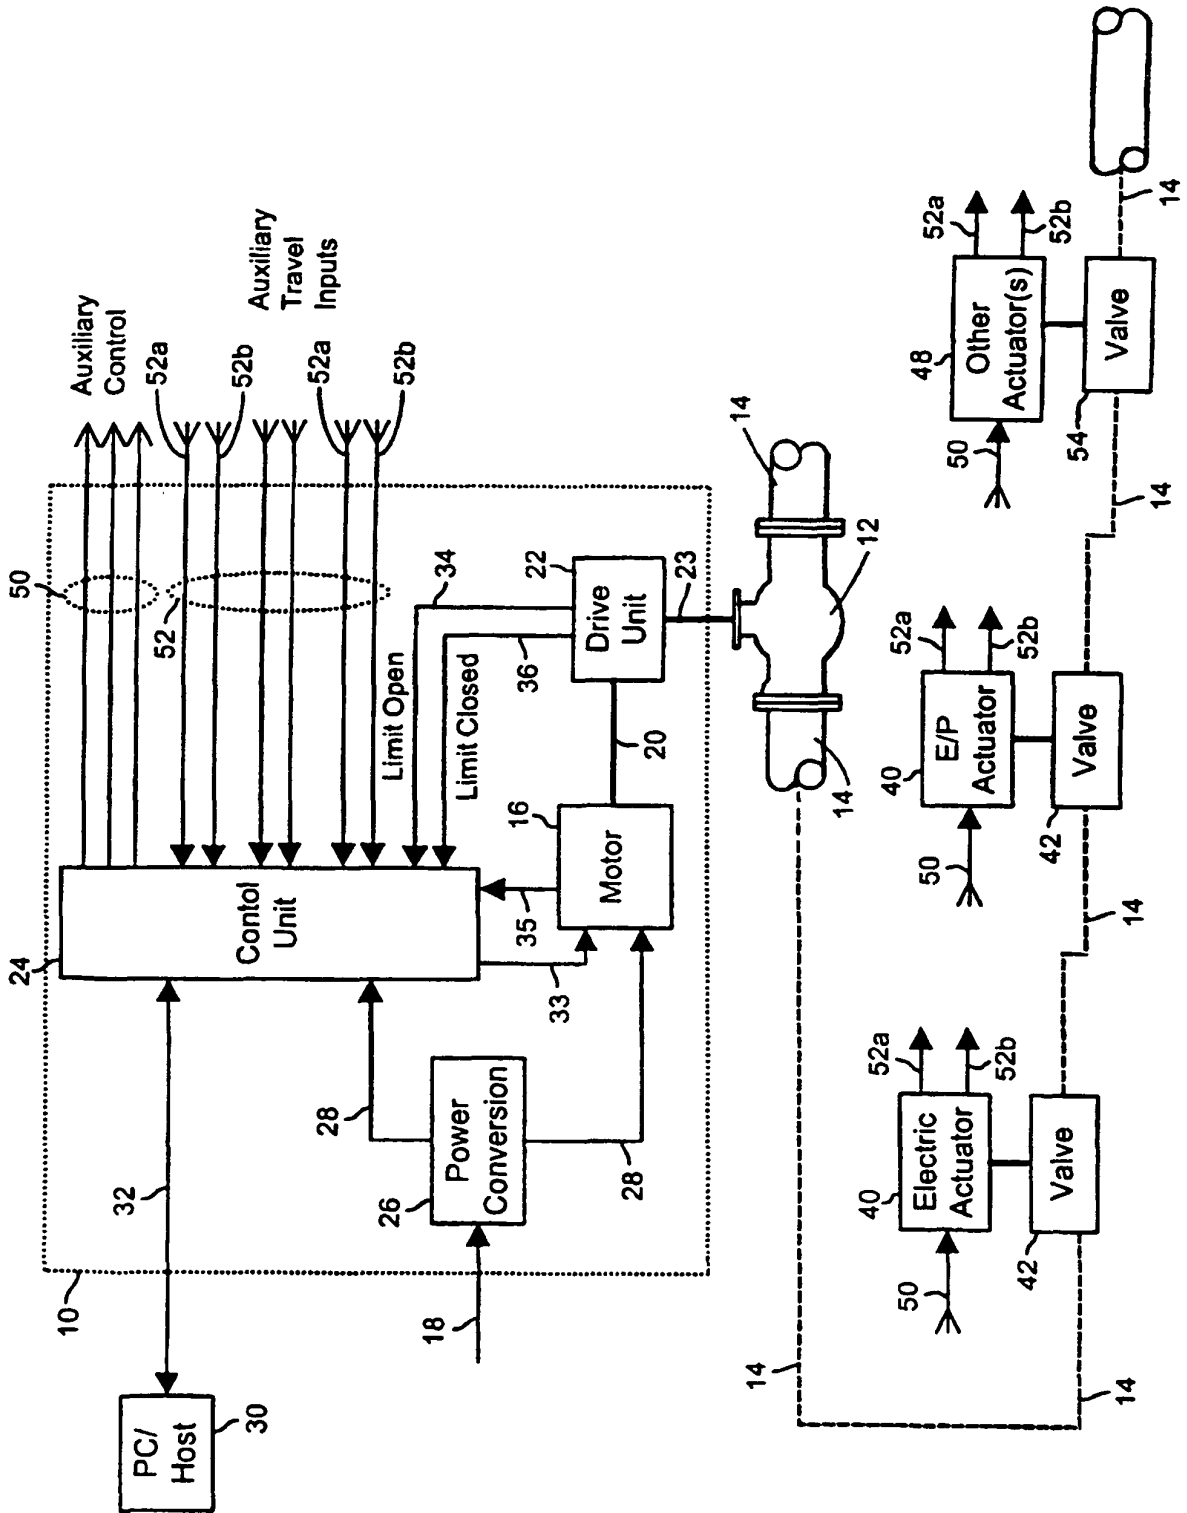 PC/
Host
30
32
10
18
24
Contol
Unit
50
52
Auxiliary
Control
52a
52b
Auxiliary
Travel
Inputs
52a
52b
28
Power
Conversion
26
28
33
35
16
Motor
20
Limit Open
Limit Closed
34
36
22
Drive
Unit
23
14
12
14
14
14
50
40
Electric
Actuator
52a
52b
42
Valve
14
50
40
E/P
Actuator
52a
52b
42
Valve
14
50
48
Other
Actuator(s)
52a
52b
54
Valve
14